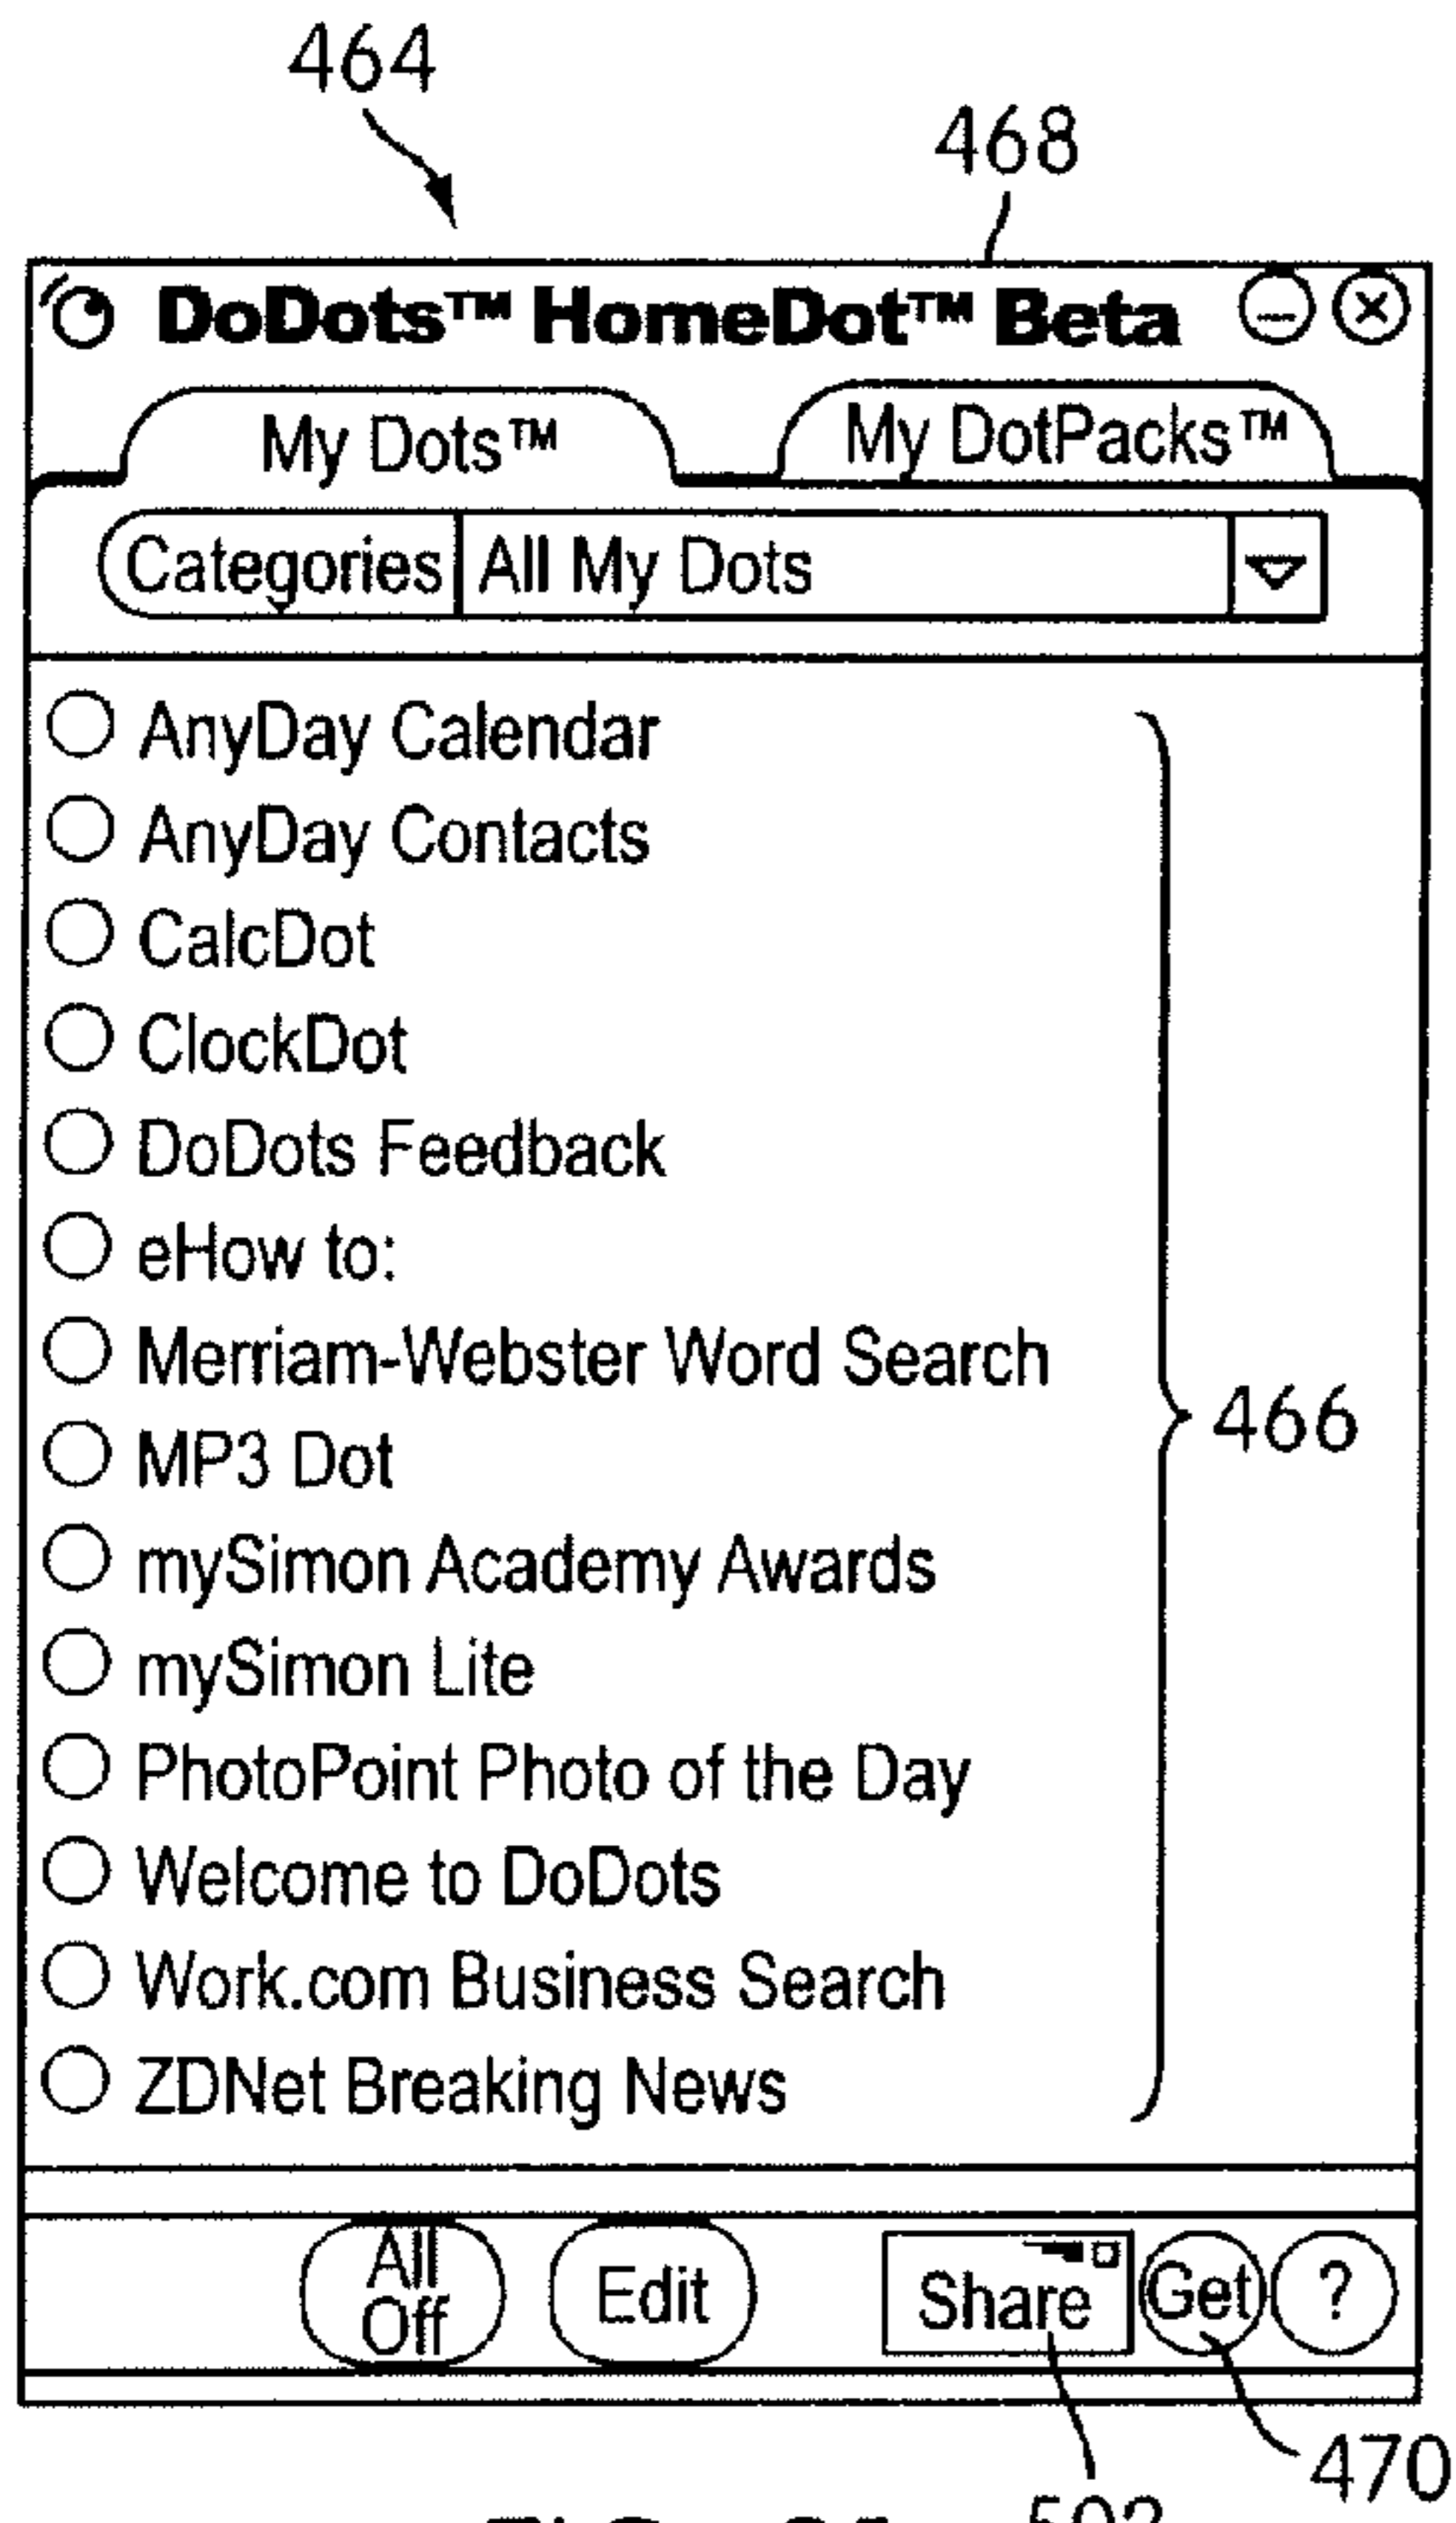 464
468
DoDots™ HomeDot™ Beta
My Dots™ My DotPacks™
Categories All My Dots
AnyDay Calendar
AnyDay Contacts
CalcDot
ClockDot
DoDots Feedback
eHow to:
Merriam-Webster Word Search
466
MP3 Dot
mySimon Academy Awards
mySimon Lite
PhotoPoint Photo of the Day
Welcome to DoDots
Work.com Business Search
ZDNet Breaking News
All Off Edit Share Get ?
470